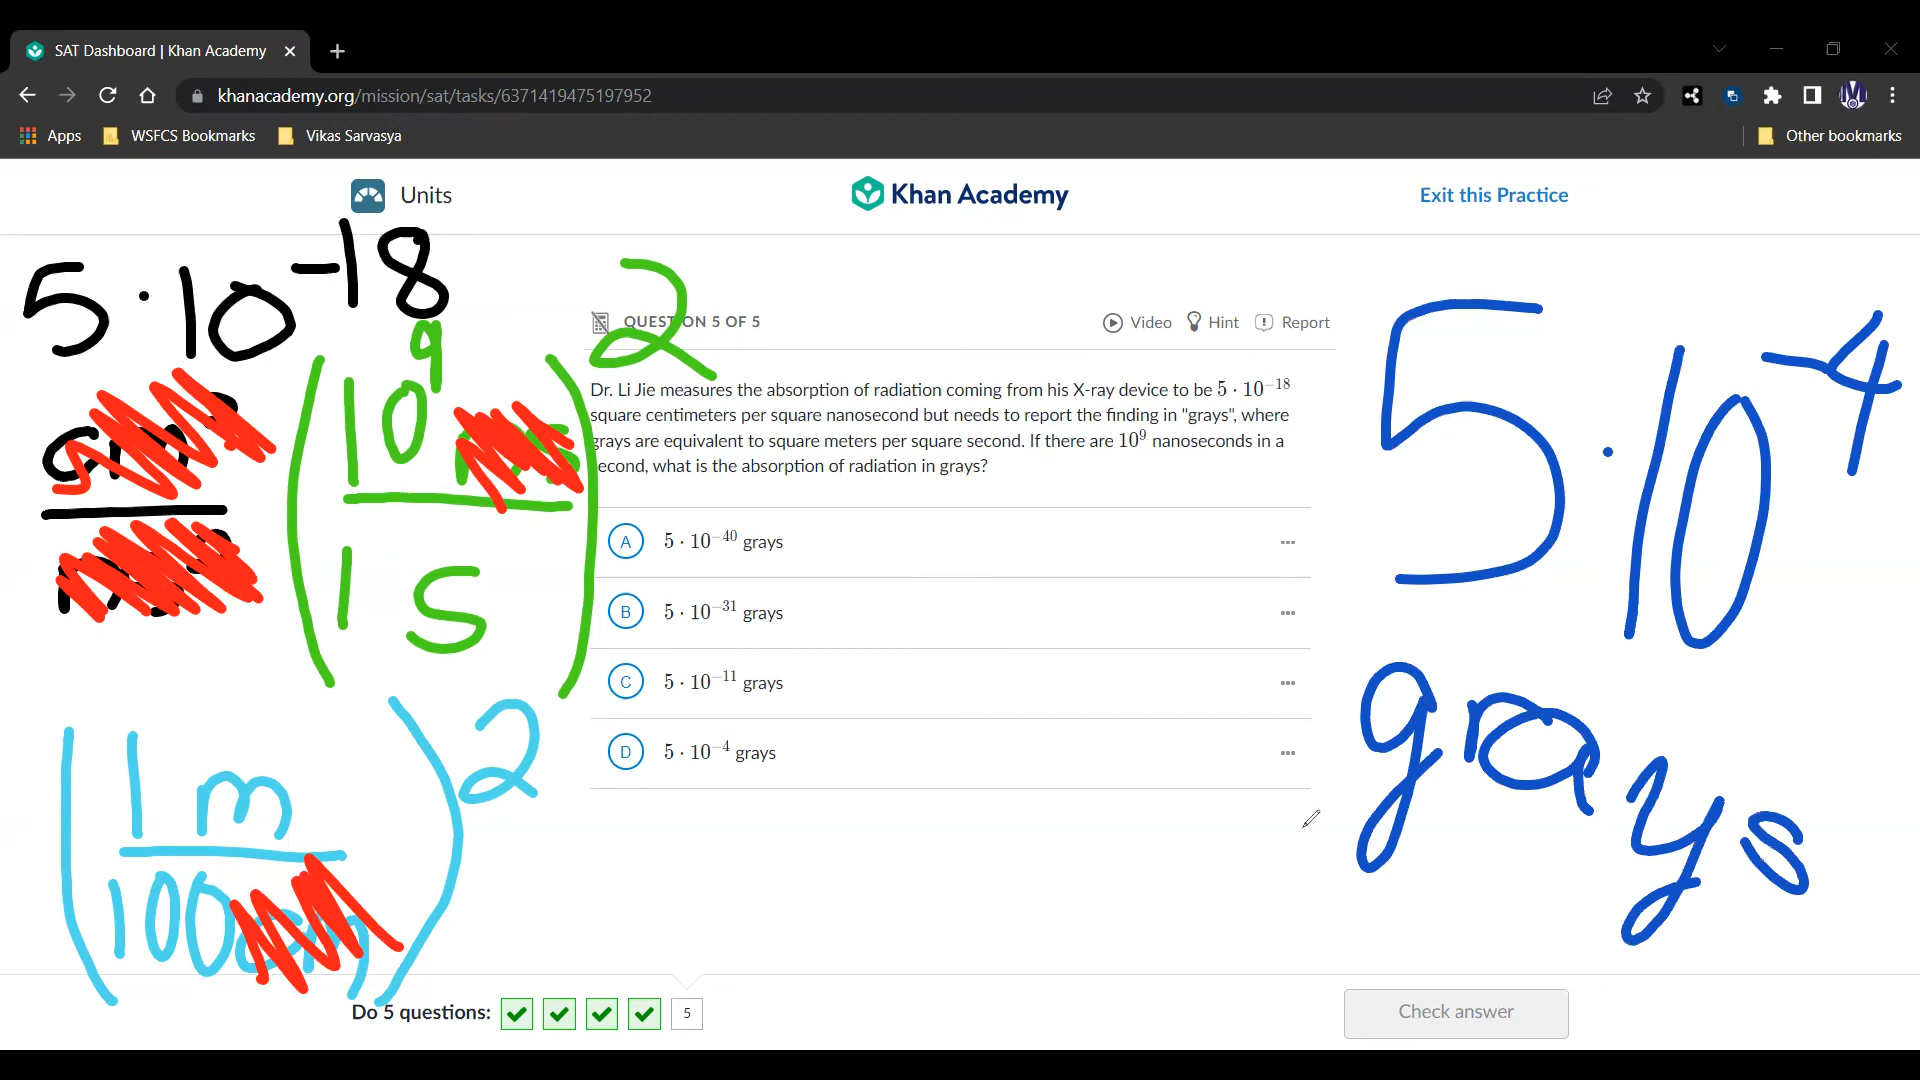 SAT Dashboard | Khan Academy
khanacademy.org/mission/sat/tasks/6371419475197952
Apps WSFCS Bookmarks Vikas Sarvasya Other bookmarks
Units Khan Academy Exit this Practice
5·10⁻¹⁸
(10⁹
1 s)²
(1 m
100)²
QUESTION 5 OF 5 Video Hint Report
Dr. Li Jie measures the absorption of radiation coming from his X-ray device to be 5 · 10⁻¹⁸
square centimeters per square nanosecond but needs to report the finding in "grays", where
grays are equivalent to square meters per square second. If there are 10⁹ nanoseconds in a
second, what is the absorption of radiation in grays?
A 5 · 10⁻⁴⁰ grays
B 5 · 10⁻³¹ grays
C 5 · 10⁻¹¹ grays
D 5 · 10⁻⁴ grays
5·10⁻⁴
grays
Do 5 questions: 5 Check answer